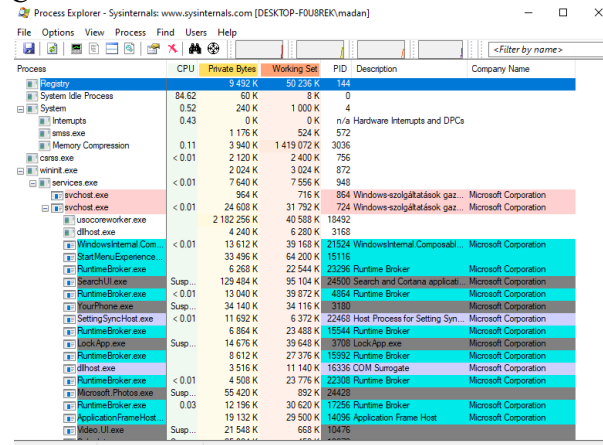 Process Explorer - Sysinternals: www.sysinternals.com [DESKTOP-F0U8REK\madan]
File Options View Process Find Users Help
<Filter by name>
Process CPU Private Bytes Working Set PID Description Company Name
Registry 9 492 K 50 236 K 144
System Idle Process 84.62 60 K 8 K 0
System 0.52 240 K 1 000 K 4
Interrupts 0.43 0 K 0 K n/a Hardware Interrupts and DPCs
smss.exe 1 176 K 524 K 572
Memory Compression 0.11 3 940 K 1 419 072 K 3036
csrss.exe < 0.01 2 120 K 2 400 K 756
wininit.exe 2 024 K 3 024 K 872
services.exe < 0.01 7 640 K 7 556 K 948
svchost.exe 964 K 716 K 864 Windows-szolgáltatások gaz... Microsoft Corporation
svchost.exe < 0.01 24 608 K 31 792 K 724 Windows-szolgáltatások gaz... Microsoft Corporation
usocoreworker.exe 2 182 256 K 40 588 K 18492
dllhost.exe 4 240 K 6 280 K 3168
WindowsInternal.Com... < 0.01 13 612 K 39 168 K 21524 WindowsInternal.Composabl... Microsoft Corporation
StartMenuExperience... 33 496 K 64 200 K 15116
RuntimeBroker.exe 6 268 K 22 544 K 23296 Runtime Broker Microsoft Corporation
SearchUI.exe Susp... 129 484 K 95 104 K 24500 Search and Cortana applicati... Microsoft Corporation
RuntimeBroker.exe < 0.01 13 040 K 39 872 K 4864 Runtime Broker Microsoft Corporation
YourPhone.exe Susp... 34 140 K 34 116 K 3180
SettingSyncHost.exe < 0.01 11 692 K 6 372 K 22468 Host Process for Setting Syn... Microsoft Corporation
RuntimeBroker.exe 6 864 K 23 488 K 15544 Runtime Broker Microsoft Corporation
LockApp.exe Susp... 14 676 K 39 648 K 3708 LockApp.exe Microsoft Corporation
RuntimeBroker.exe 8 612 K 27 376 K 15992 Runtime Broker Microsoft Corporation
dllhost.exe 3 516 K 11 140 K 16336 COM Surrogate Microsoft Corporation
RuntimeBroker.exe < 0.01 4 508 K 23 776 K 22308 Runtime Broker Microsoft Corporation
Microsoft.Photos.exe Susp... 55 420 K 892 K 24428
RuntimeBroker.exe 0.03 12 196 K 30 620 K 17256 Runtime Broker Microsoft Corporation
ApplicationFrameHost... 19 132 K 29 500 K 14096 Application Frame Host Microsoft Corporation
Video.UI.exe Susp... 21 548 K 668 K 10476